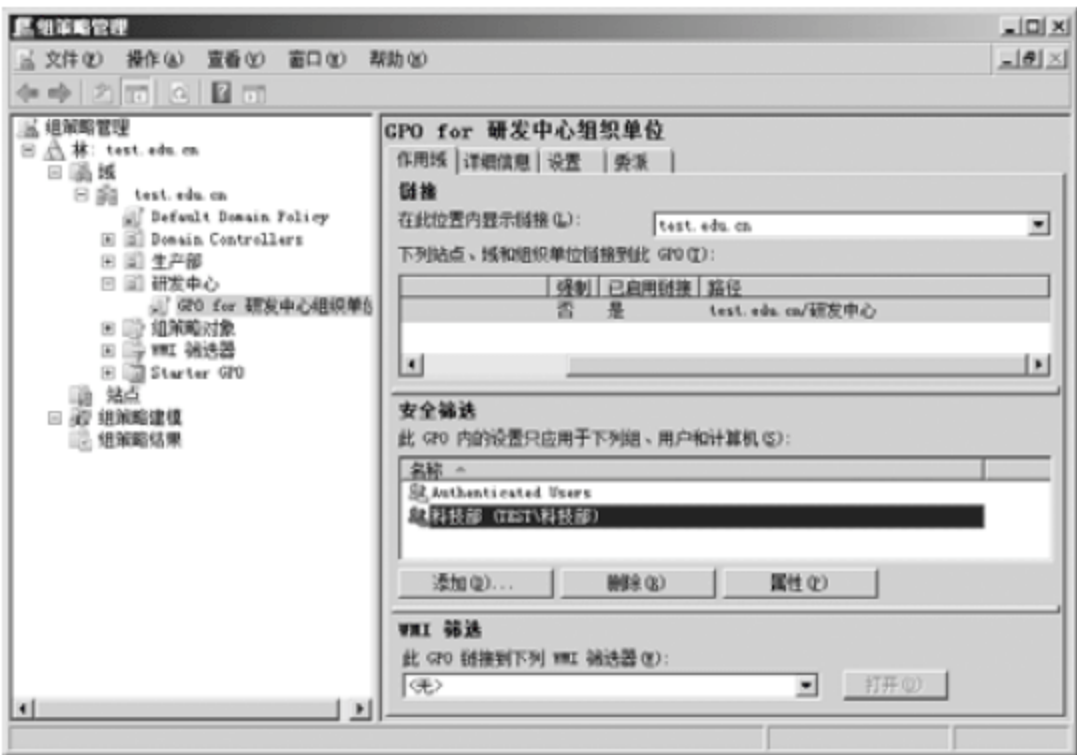 组策略管理
文件(F) 操作(A) 查看(V) 窗口(W) 帮助(H)
组策略管理
林: test.edu.cn
域
test.edu.cn
Default Domain Policy
Domain Controllers
生产部
研发中心
GPO for 研发中心组织单位
组策略对象
WMI 筛选器
Starter GPO
站点
组策略建模
组策略结果
GPO for 研发中心组织单位
作用域 详细信息 设置 委派
链接
在此位置内显示链接(L):
test.edu.cn
下列站点、域和组织单位链接到此 GPO(T):
强制 已启用链接 路径
否 是 test.edu.cn/研发中心
安全筛选
此 GPO 内的设置只应用于下列组、用户和计算机(S):
名称
Authenticated Users
科技部 (TEST\科技部)
添加(D)... 删除(R) 属性(P)
WMI 筛选
此 GPO 链接到下列 WMI 筛选器(W):
<无>
打开(O)